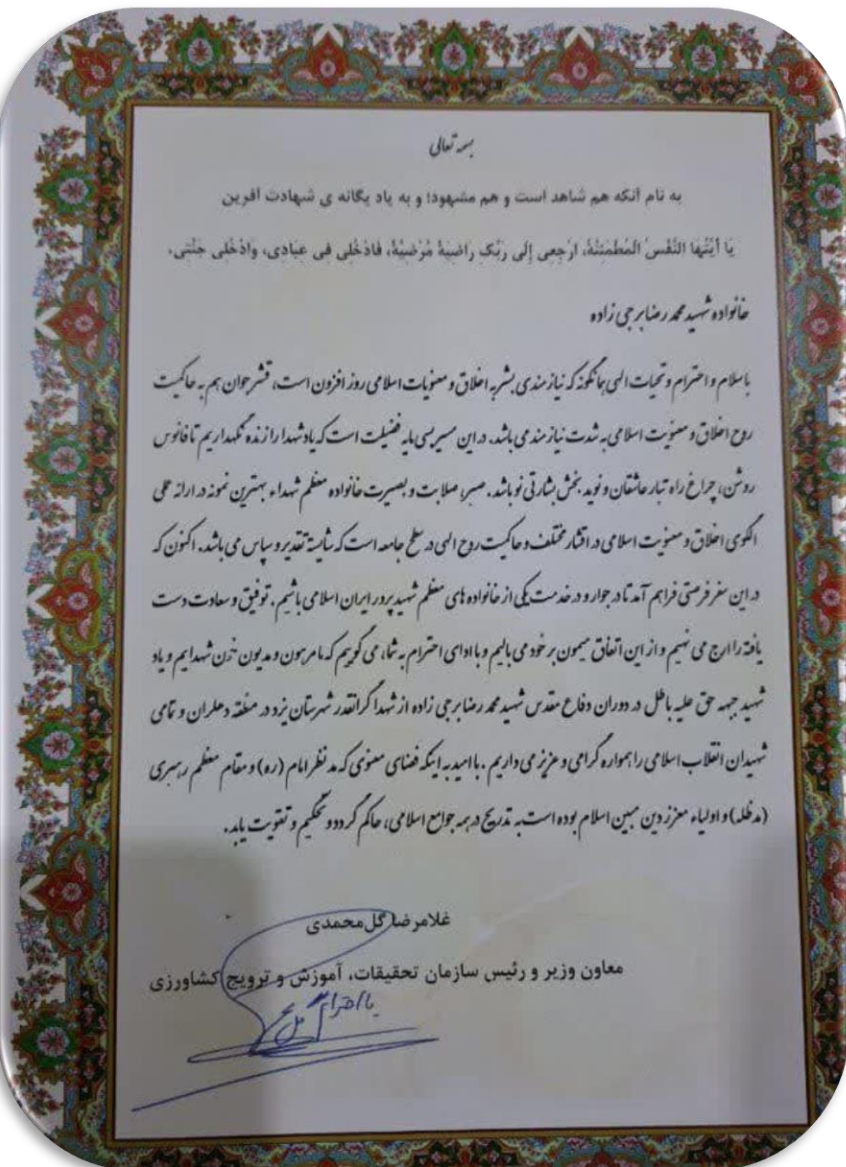 بسمه تعالی
به نام آنکه هم شاهد است و هم مشهود؛ و به یاد یگانه ی شهادت آفرین
یَا أَیَّتُهَا النَّفْسُ الْمُطْمَئِنَّةُ، ارْجِعِی إِلَی رَبِّکِ رَاضِیَةً مَّرْضِیَّةً، فَادْخُلِی فِی عِبَادِی، وَادْخُلِی جَنَّتِی،
خانواده شهید محمدرضا برجی زاده
باسلام و احترام و تحیات الهی همانگونه که نیازمندی بشر به اخلاق و معنویات اسلامی روز افزون است، قشر جوان هم به حاکمیت
روح اخلاق و معنویت اسلامی به شدت نیازمند می باشد. در این مسیر بسی مایه فضیلت است که یاد شهدا را زنده نگهداریم تا فانوس
روشن، چراغ راه تبار عاشقان و نوید بخش بشارتی نو باشد. صبر، صلابت و بصیرت خانواده معظم شهداء بهترین نمونه در ارائه عملی
الگوی اخلاق و معنویت اسلامی در اقشار مختلف و حاکمیت روح الهی در سطح جامعه است که شایسته تقدیر و سپاس می باشد. اکنون که
در این سفر فرصتی فراهم آمد تا در جوار و در خدمت یکی از خانواده های معظم شهید پرور ایران اسلامی باشیم. توفیق و سعادت دست
یافته را ارج می نهیم و از این اتفاق میمون بر خود می بالیم و با ادای احترام به شما، می گوییم که ما مرهون و مدیون خون شهدایم و یاد
شهید جبهه حق علیه باطل در دوران دفاع مقدس شهید محمدرضا برجی زاده از شهدا گرانقدر شهرستان یزد در منطقه دهلران و تمامی
شهیدان انقلاب اسلامی را همواره گرامی و عزیز می داریم. با امید به اینکه فضای معنوی که مد نظر امام (ره) و مقام معظم رهبری
(مدظله) و اولیاء معزز دین مبین اسلام بوده است به تدریج در همه جوامع اسلامی، حاکم گردد و تحکیم و تقویت یابد.
غلامرضا گل محمدی
معاون وزیر و رئیس سازمان تحقیقات، آموزش و ترویج کشاورزی
با احترام